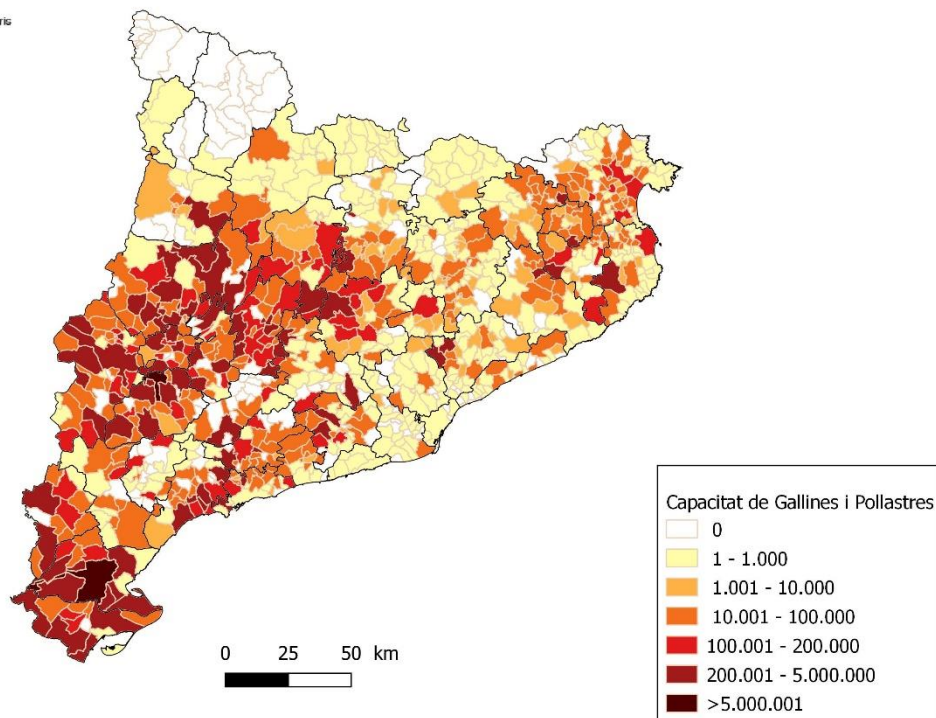 ris
0 25 50 km
Capacitat de Gallines i Pollastres
0
1 - 1.000
1.001 - 10.000
10.001 - 100.000
100.001 - 200.000
200.001 - 5.000.000
>5.000.001